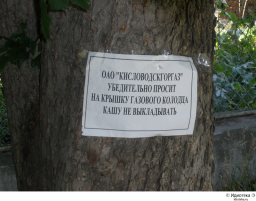 ОАО "КИСЛОВОДСКГОРГАЗ"
УБЕДИТЕЛЬНО ПРОСИТ
НА КРЫШКУ ГАЗОВОГО КОЛОДЦА
КАШУ НЕ ВЫКЛАДЫВАТЬ